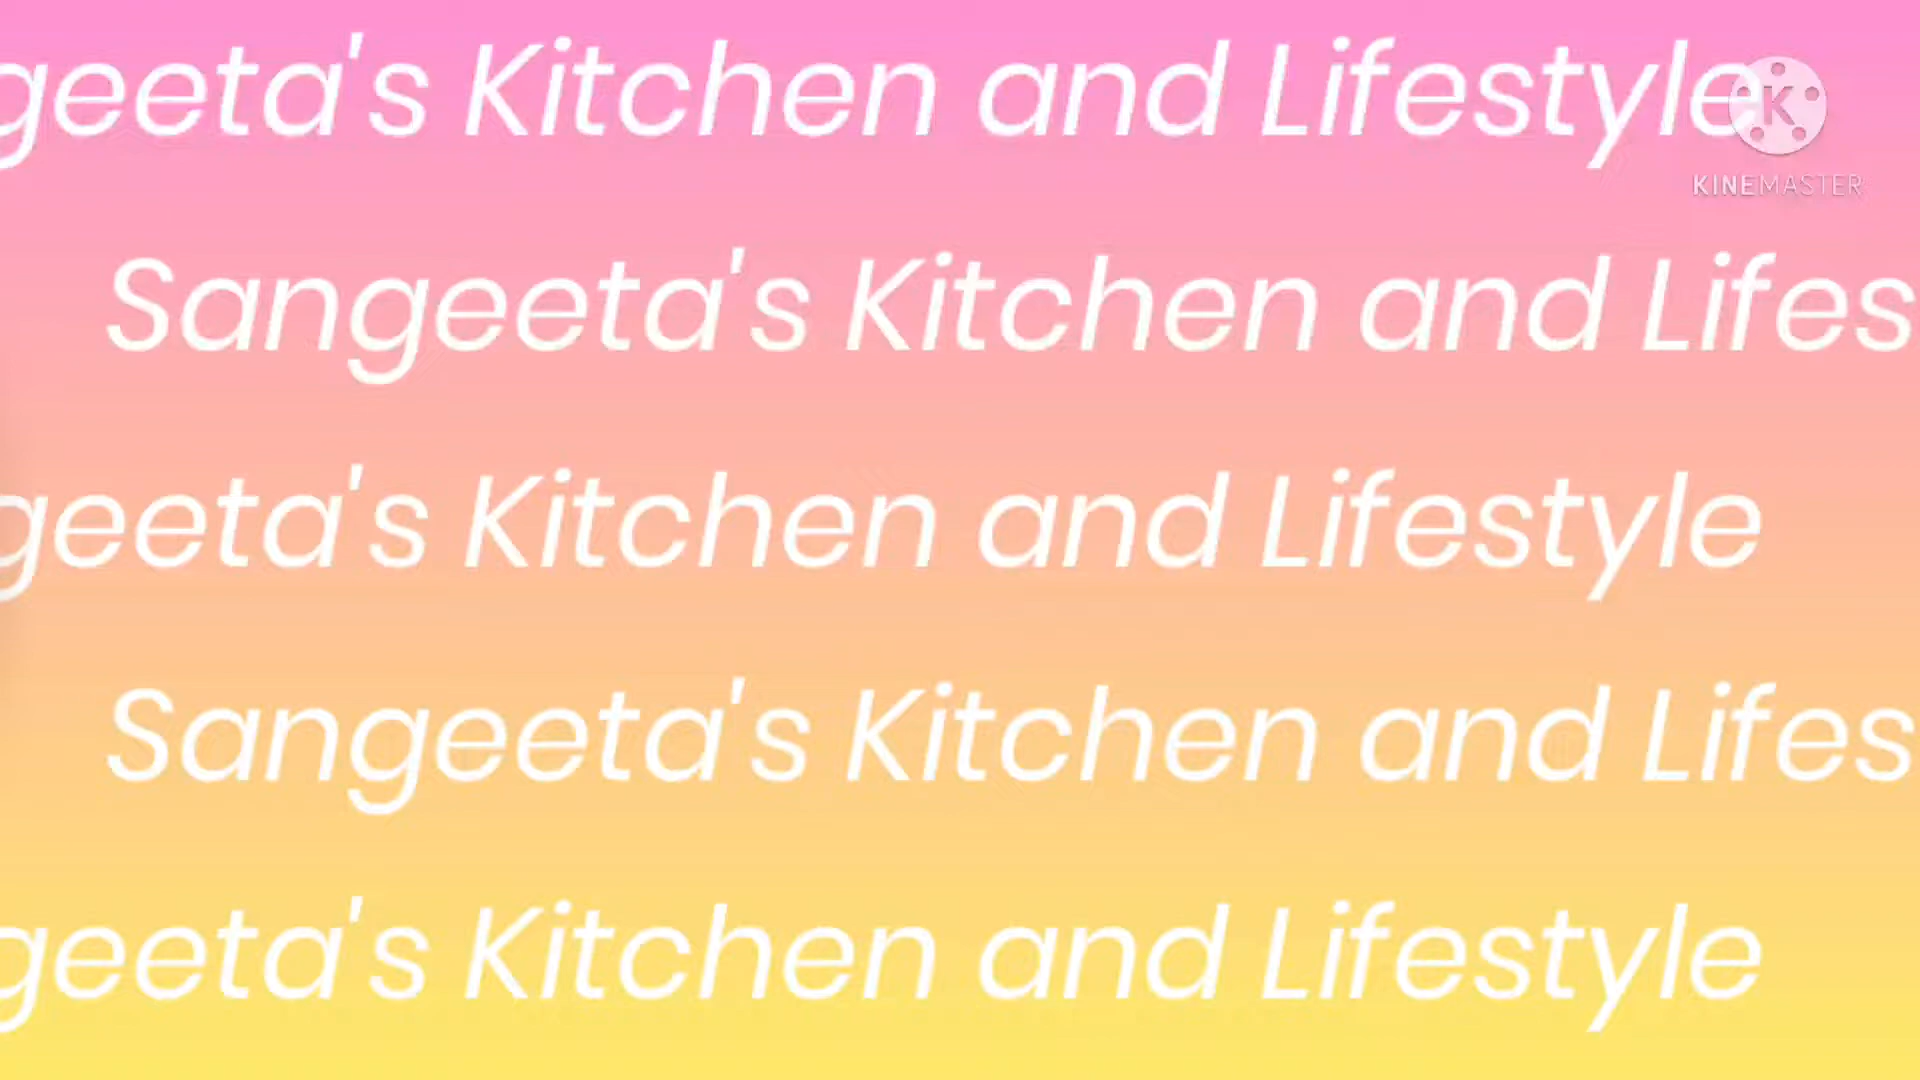 geeta's Kitchen and Lifestyle
K
KINEMASTER
Sangeeta's Kitchen and Lifes
geeta's Kitchen and Lifestyle
Sangeeta's Kitchen and Lifes
geeta's Kitchen and Lifestyle